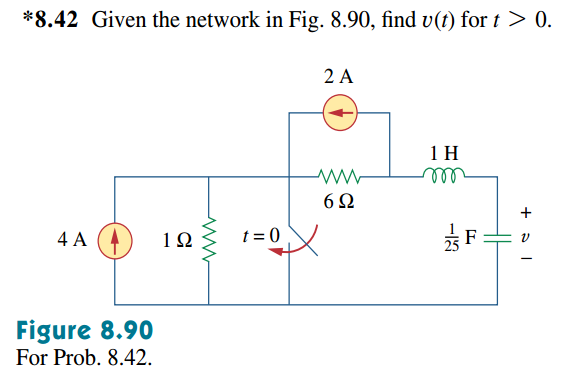 *8.42 Given the network in Fig. 8.90, find v(t) for t > 0.
2 A
1 H
6 Ω
4 A
1 Ω
t = 0
1/25 F
+
v
–
Figure 8.90
For Prob. 8.42.